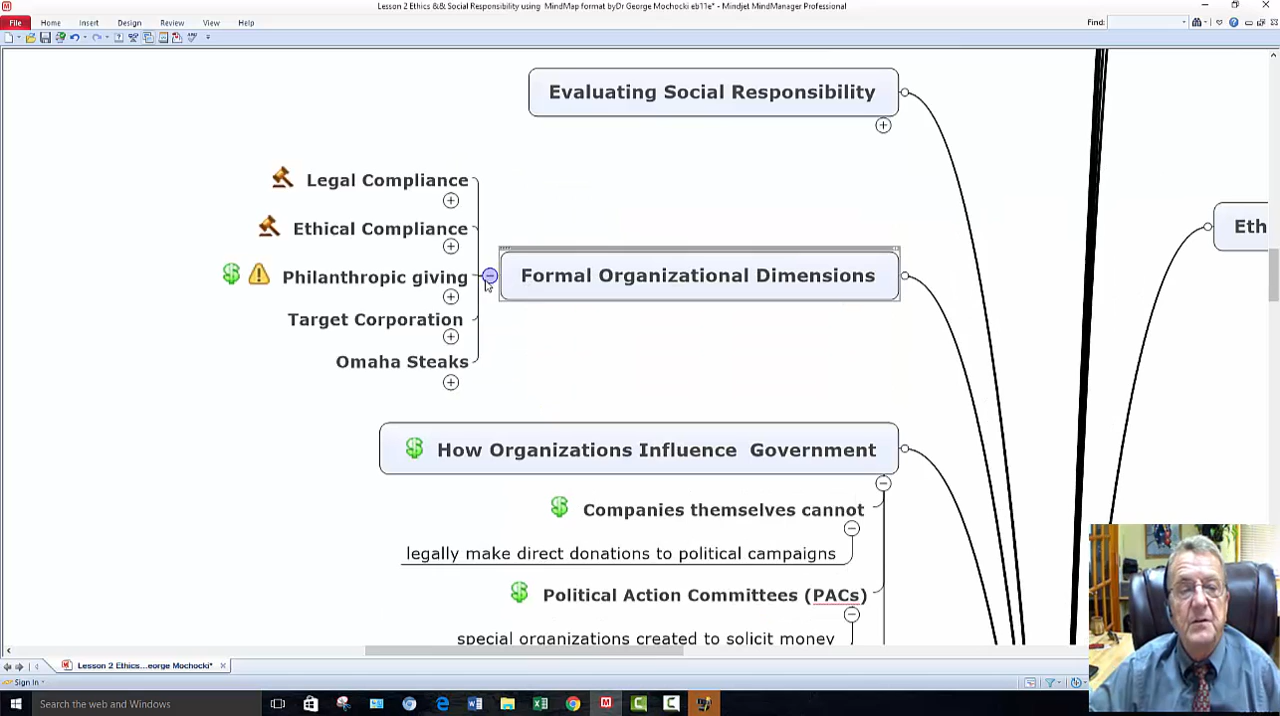 Lesson 2 Ethics && Social Responsibility using MindMap format byDr George Mochocki eb11e* - Mindjet MindManager Professional
File Home Insert Design Review View Help Find:
Evaluating Social Responsibility
Legal Compliance
Ethical Compliance
Eth
Philanthropic giving
Formal Organizational Dimensions
Target Corporation
Omaha Steaks
How Organizations Influence Government
Companies themselves cannot
legally make direct donations to political campaigns
Political Action Committees (PACs)
special organizations created to solicit money
Lesson 2 Ethics...eorge Mochocki*
Sign In
Search the web and Windows